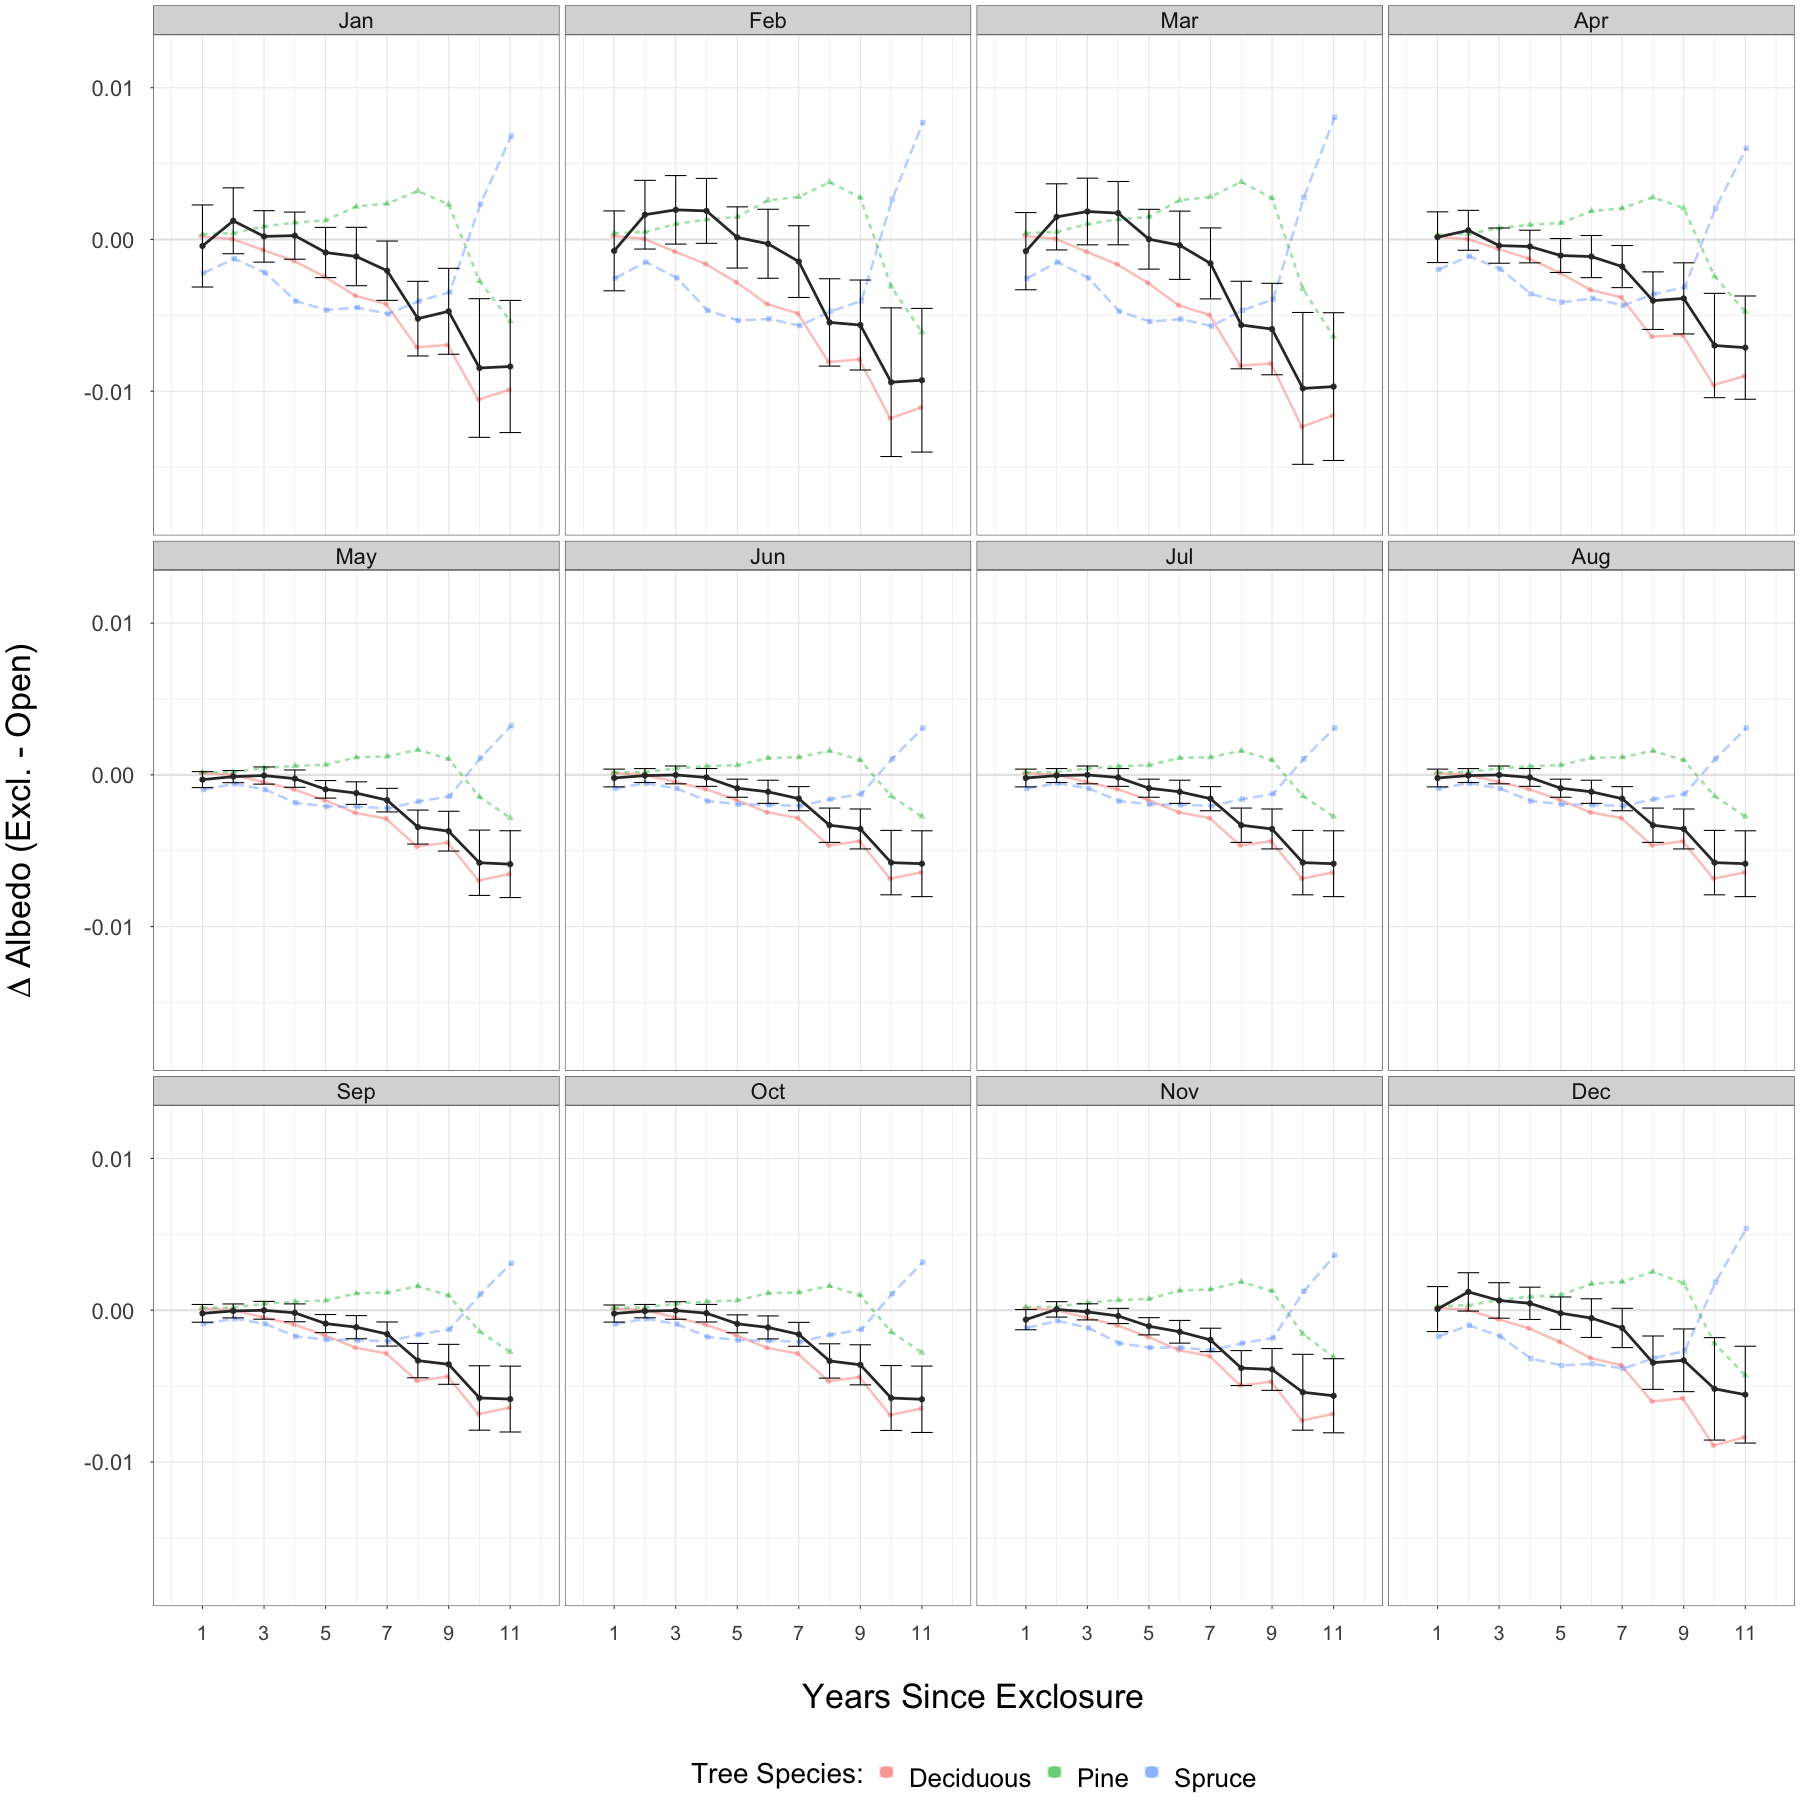 Jan Feb Mar Apr
0.01
0.00
-0.01
May Jun Jul Aug
0.01
0.00
-0.01
Δ Albedo (Excl. - Open)
Sep Oct Nov Dec
0.01
0.00
-0.01
1 3 5 7 9 11 1 3 5 7 9 11 1 3 5 7 9 11 1 3 5 7 9 11
Years Since Exclosure
Tree Species: Deciduous Pine Spruce